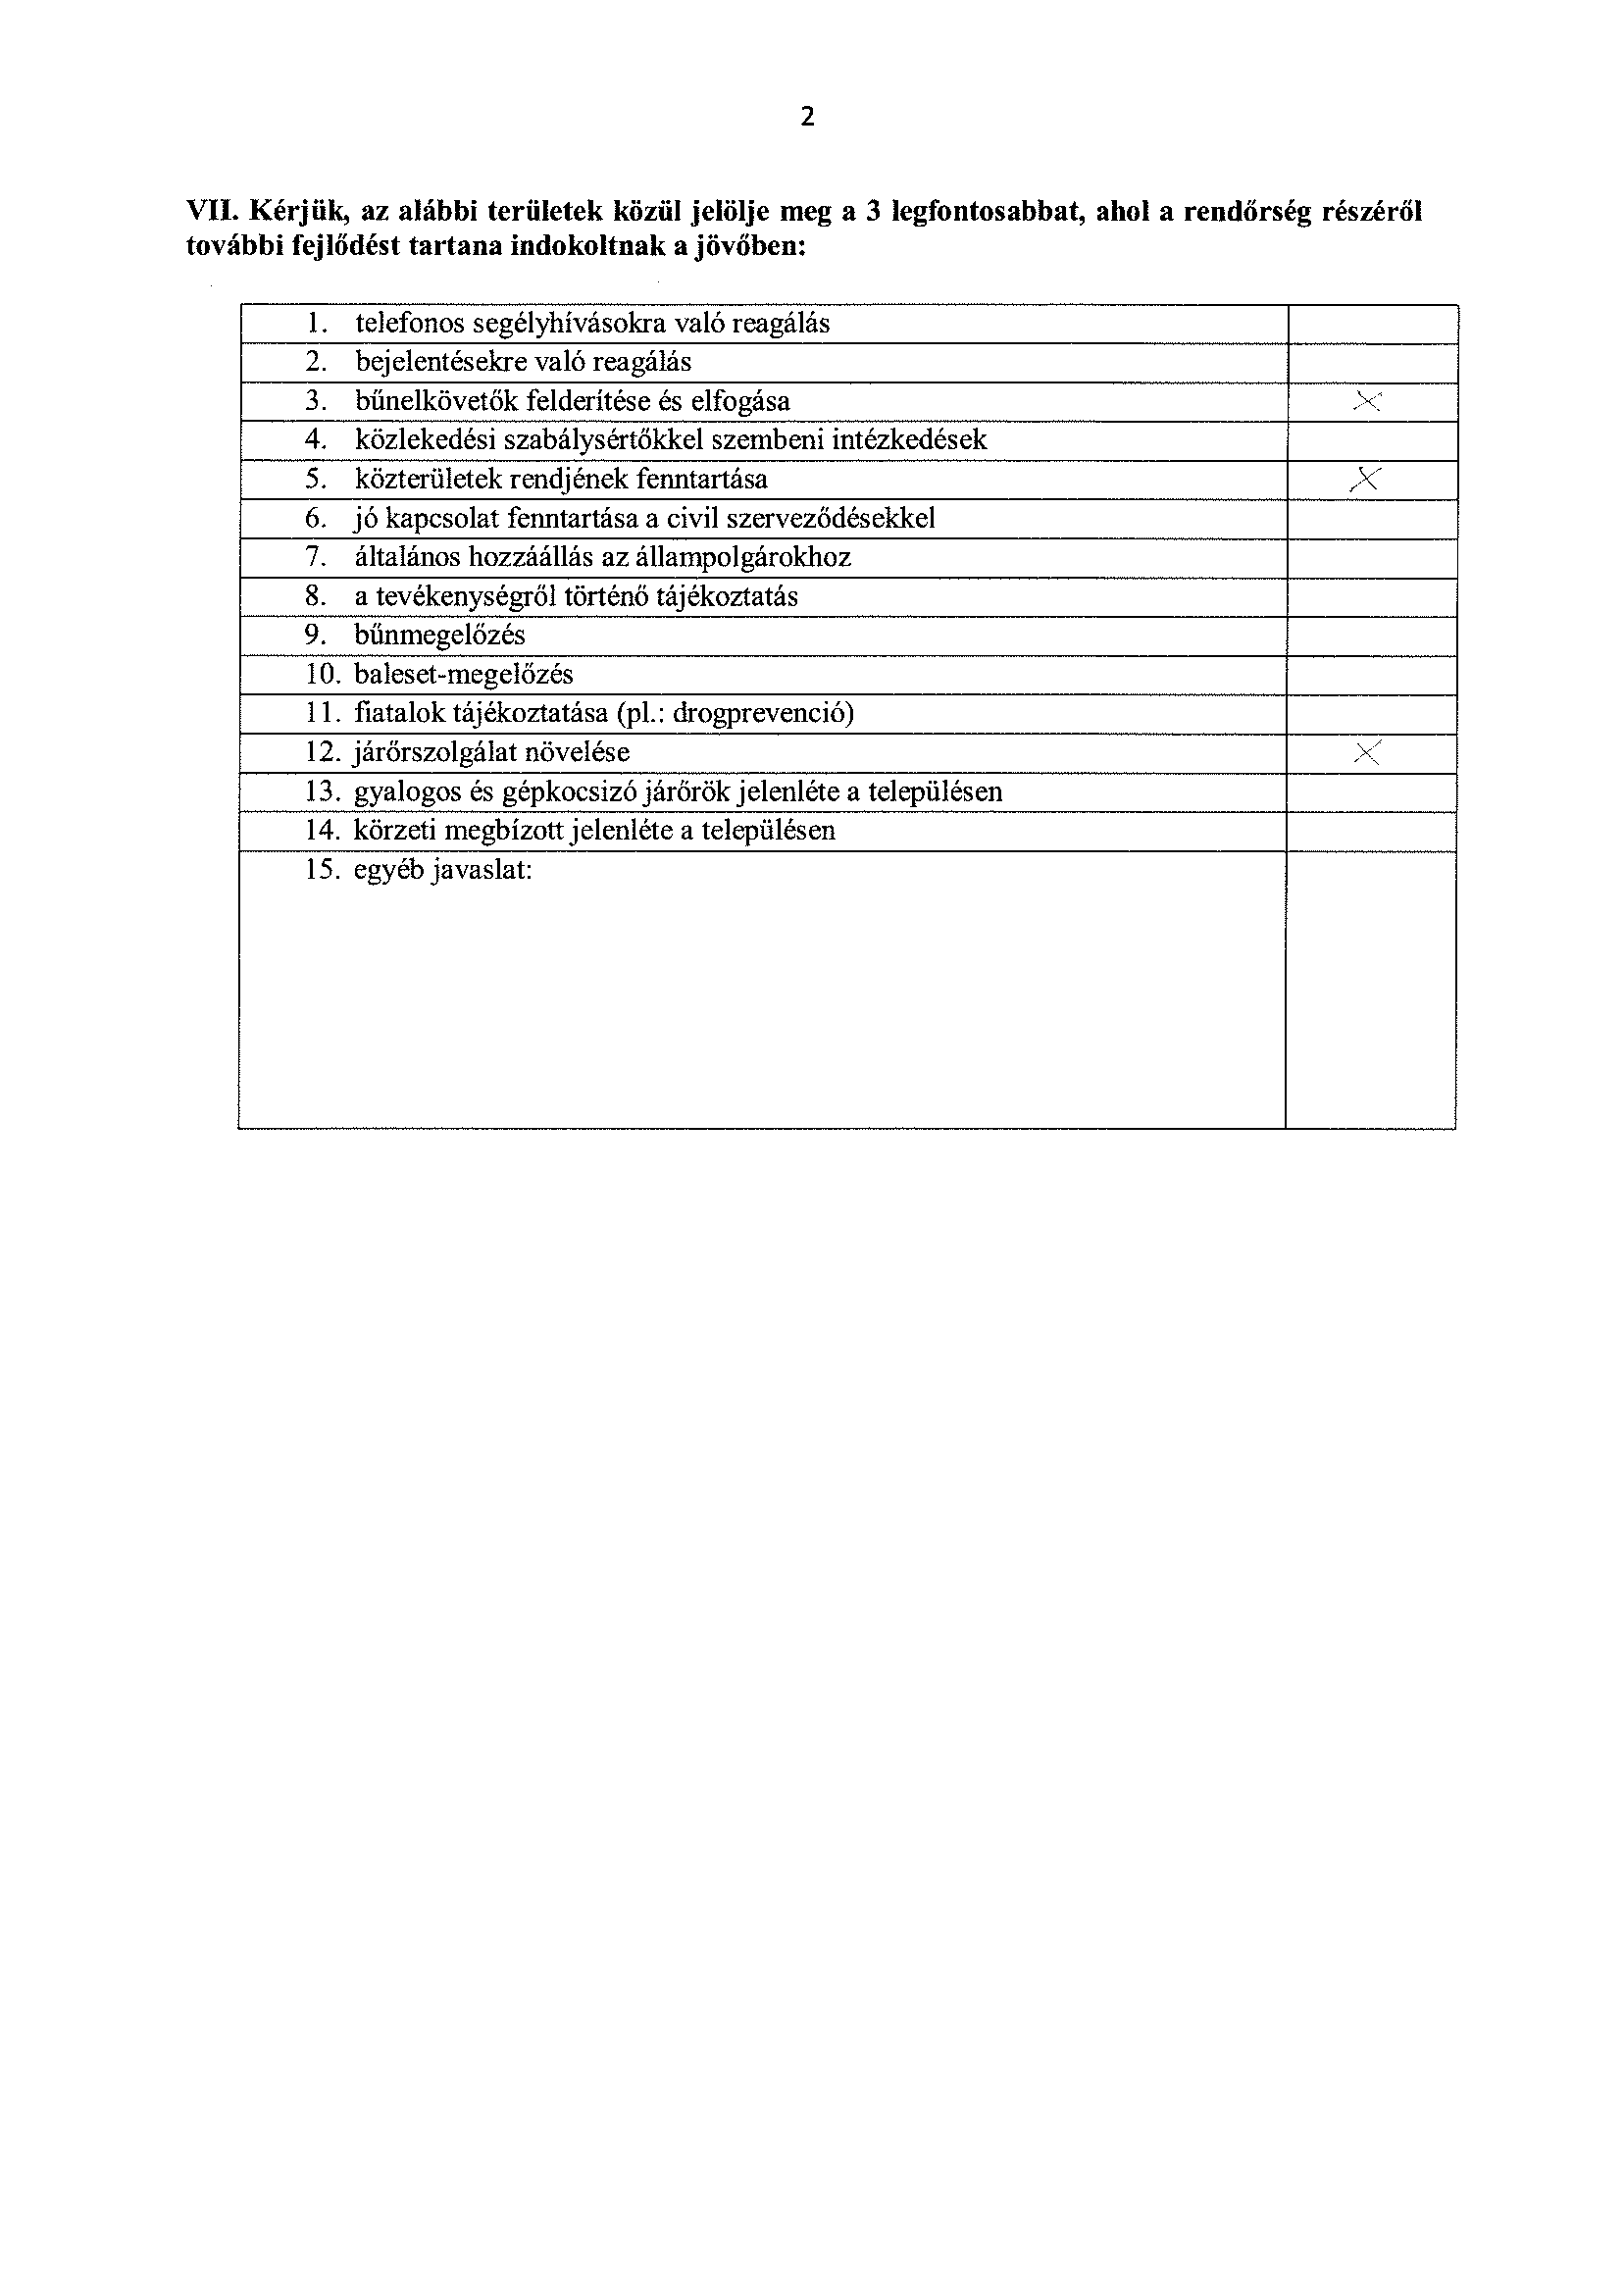 2
VII. Kérjük, az alábbi területek közül jelölje meg a 3 legfontosabbat, ahol a rendőrség részéről
további fejlődést tartana indokoltnak a jövőben:
1. telefonos segélyhívásokra való reagálás
2. bejelentésekre való reagálás
3. bűnelkövetők felderítése és elfogása X
4. közlekedési szabálysértőkkel szembeni intézkedések
5. közterületek rendjének fenntartása X
6. jó kapcsolat fenntartása a civil szerveződésekkel
7. általános hozzáállás az állampolgárokhoz
8. a tevékenységről történő tájékoztatás
9. bűnmegelőzés
10. baleset-megelőzés
11. fiatalok tájékoztatása (pl.: drogprevenció)
12. járőrszolgálat növelése X
13. gyalogos és gépkocsizó járőrök jelenléte a településen
14. körzeti megbízott jelenléte a településen
15. egyéb javaslat: